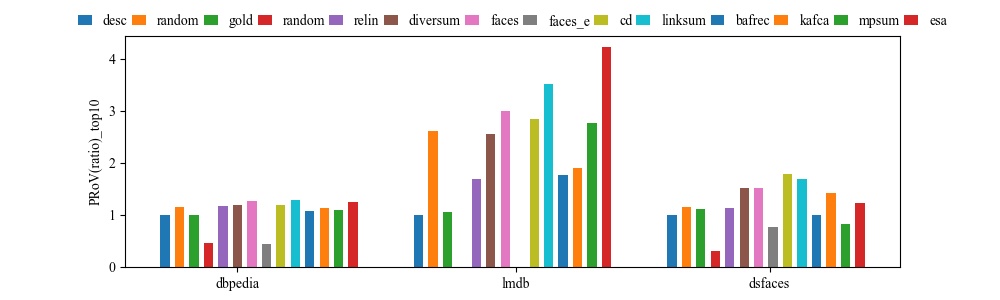 desc random gold random relin diversum faces faces_e cd linksum bafrec kafca mpsum esa
PRoV(ratio)_top10
4
3
2
1
0
dbpedia lmdb dsfaces